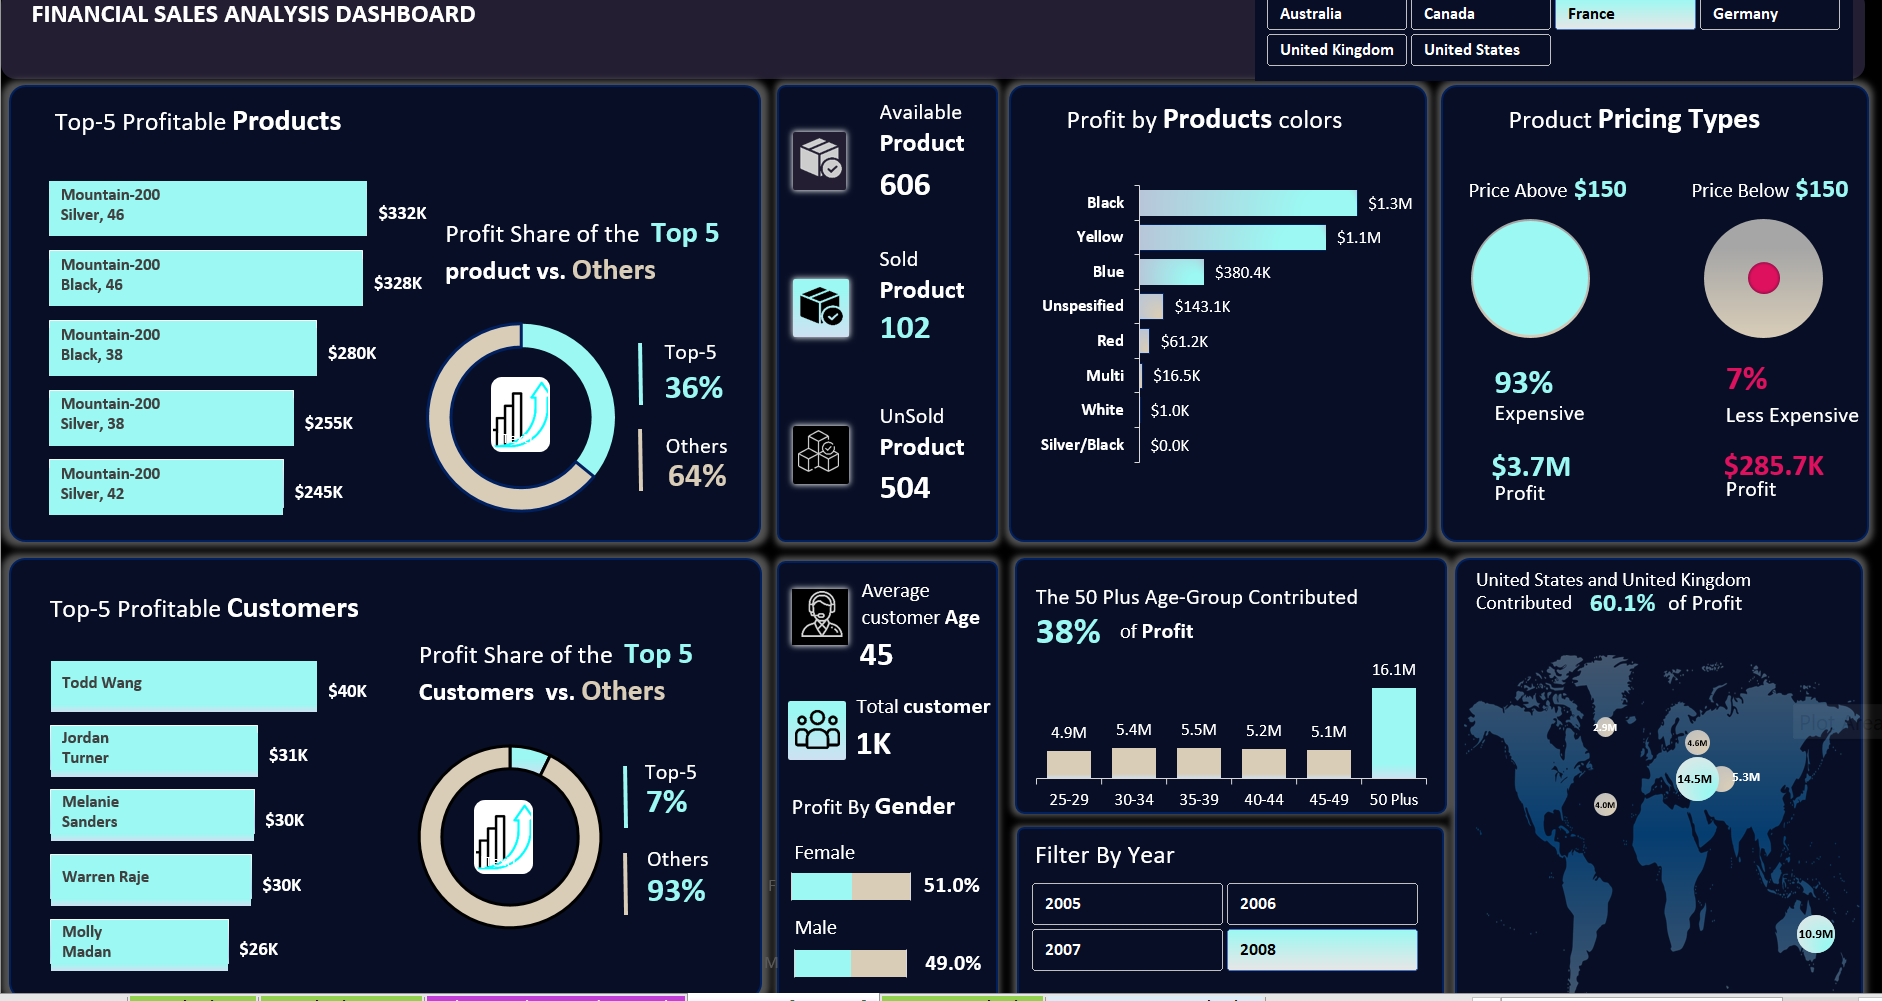 FINANCIAL SALES ANALYSIS DASHBOARD
Australia
Canada
France
Germany
United Kingdom
United States
Top-5 Profitable Products
Mountain-200
Silver, 46
$332K
Mountain-200
Black, 46
$328K
Mountain-200
Black, 38
$280K
Mountain-200
Silver, 38
$255K
Mountain-200
Silver, 42
$245K
Profit Share of the Top 5
product vs. Others
Top-5
36%
Others
64%
Available
Product
606
Sold
Product
102
UnSold
Product
504
Profit by Products colors
Black $1.3M
Yellow $1.1M
Blue $380.4K
Unspesified $143.1K
Red $61.2K
Multi $16.5K
White $1.0K
Silver/Black $0.0K
Product Pricing Types
Price Above $150
Price Below $150
93%
Expensive
$3.7M
Profit
7%
Less Expensive
$285.7K
Profit
Top-5 Profitable Customers
Todd Wang
$40K
Jordan
Turner
$31K
Melanie
Sanders
$30K
Warren Raje
$30K
Molly
Madan
$26K
Profit Share of the Top 5
Customers vs. Others
Top-5
7%
Others
93%
Average
customer Age
45
Total customer
1K
Profit By Gender
Female
F
51.0%
Male
M
49.0%
The 50 Plus Age-Group Contributed
38% of Profit
4.9M
5.4M
5.5M
5.2M
5.1M
16.1M
25-29
30-34
35-39
40-44
45-49
50 Plus
Filter By Year
2005
2006
2007
2008
United States and United Kingdom
Contributed 60.1% of Profit
2.9M
4.6M
14.5M
5.3M
4.0M
10.9M